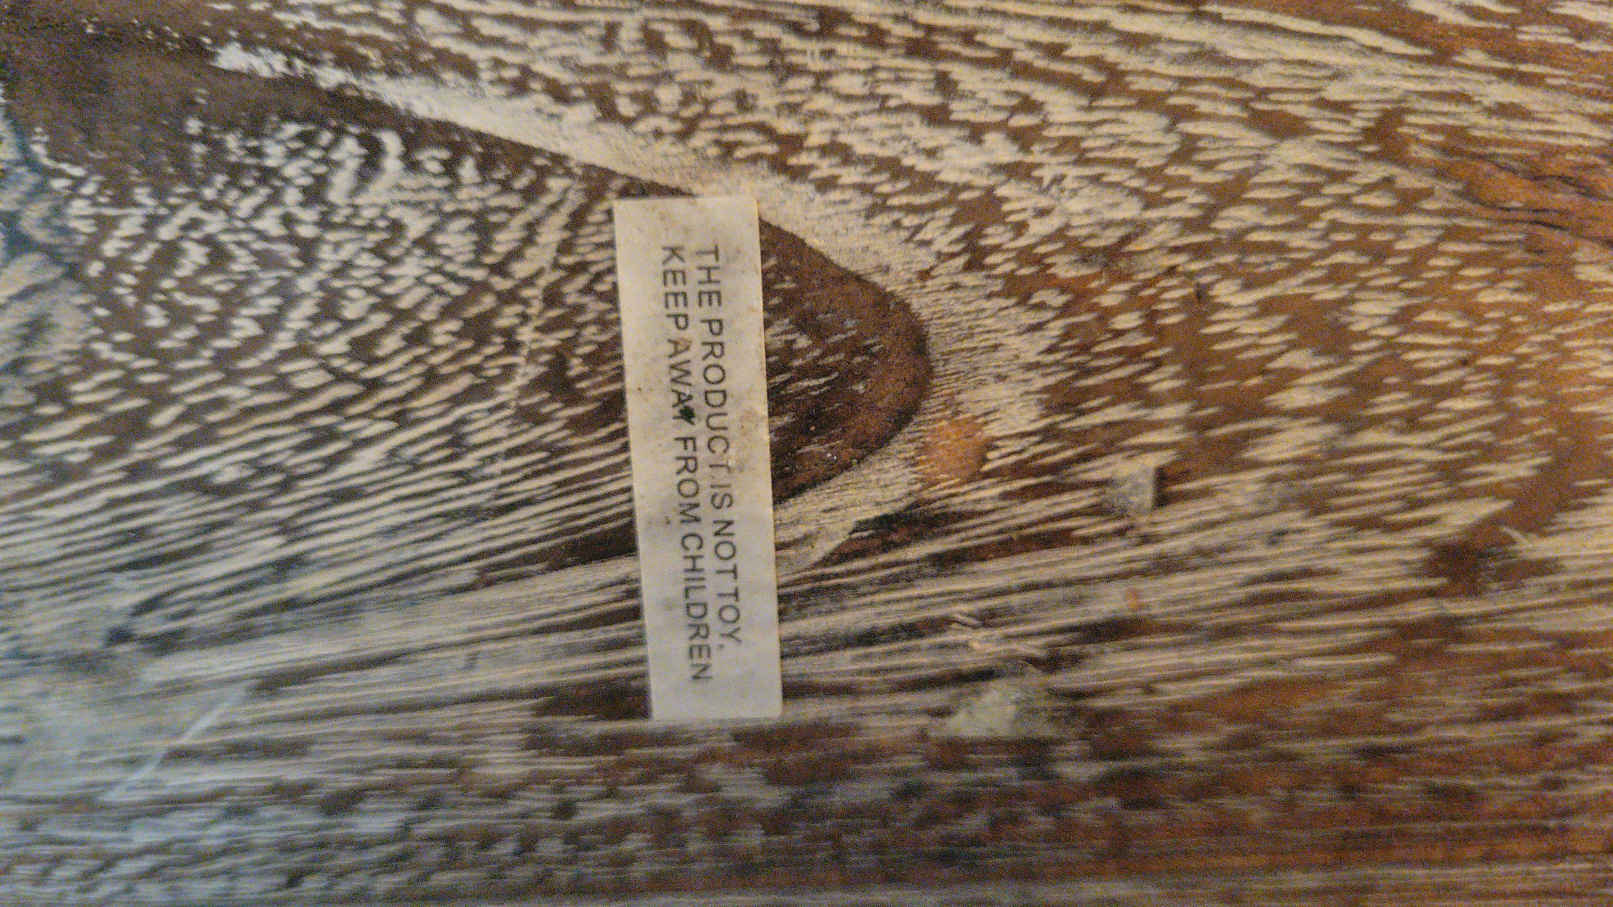 THE PRODUCT IS NOT TOY.
KEEP AWAY FROM CHILDREN